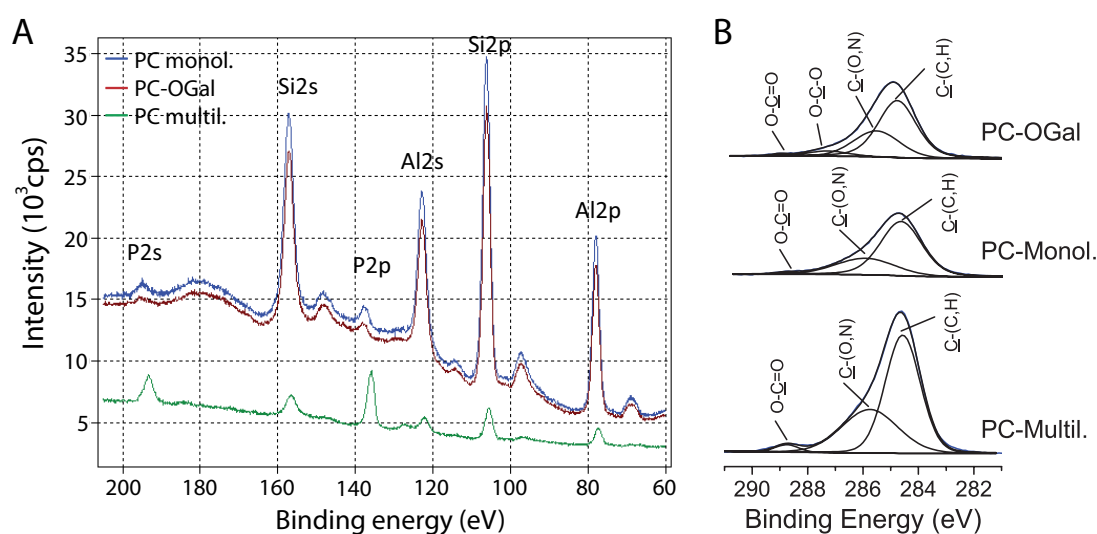 A
Intensity (10³cps)
35
30
25
20
15
10
5
PC monol.
PC-OGal
PC multil.
P2s
Si2s
P2p
Al2s
Si2p
Al2p
200
180
160
140
120
100
80
60
Binding energy (eV)
B
O-C=O
O-C-O
C-(O,N)
C-(C,H)
PC-OGal
O-C=O
C-(O,N)
C-(C,H)
PC-Monol.
O-C=O
C-(O,N)
C-(C,H)
PC-Multil.
290
288
286
284
282
Binding Energy (eV)